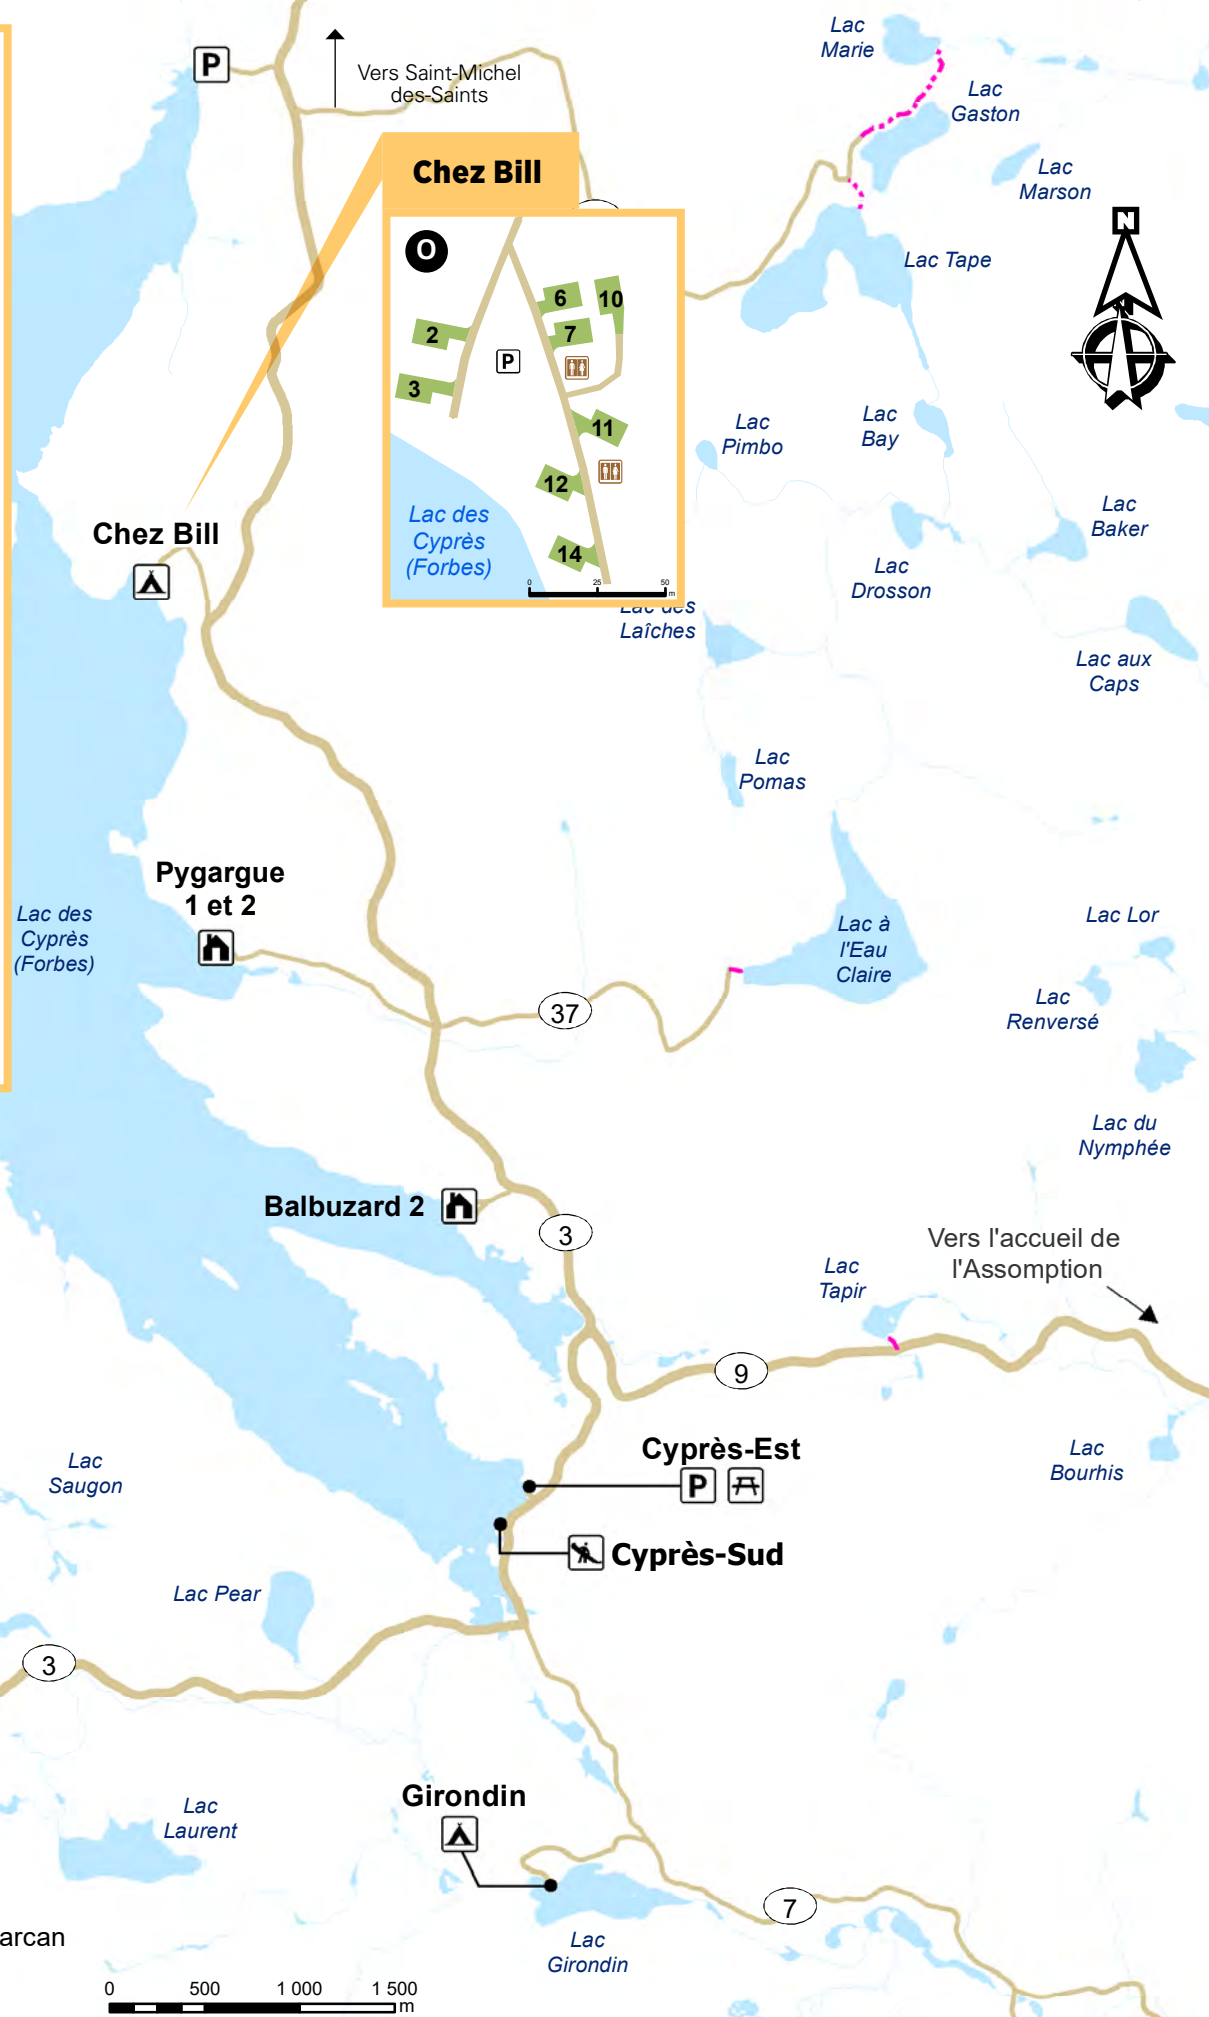 P
Vers Saint-Michel
des-Saints
Lac
Marie
Lac
Gaston
Lac
Marson
N
Lac Tape
Chez Bill
O
2
3
P
6
10
7
11
12
14
Lac des
Cyprès
(Forbes)
0 25 50
m
Lac
Pimbo
Lac
Bay
Lac
Baker
Lac
Drosson
Lac des
Laîches
Lac aux
Caps
Chez Bill
Lac
Pomas
Pygargue
1 et 2
Lac des
Cyprès
(Forbes)
Lac à
l'Eau
Claire
Lac Lor
Lac
Renversé
37
Lac du
Nymphée
Balbuzard 2
3
Vers l'accueil de
l'Assomption
Lac
Tapir
9
Cyprès-Est
P
Lac
Bourhis
Lac
Saugon
Cyprès-Sud
Lac Pear
3
Girondin
Lac
Laurent
7
Lac
Girondin
arcan
0 500 1 000 1 500
m